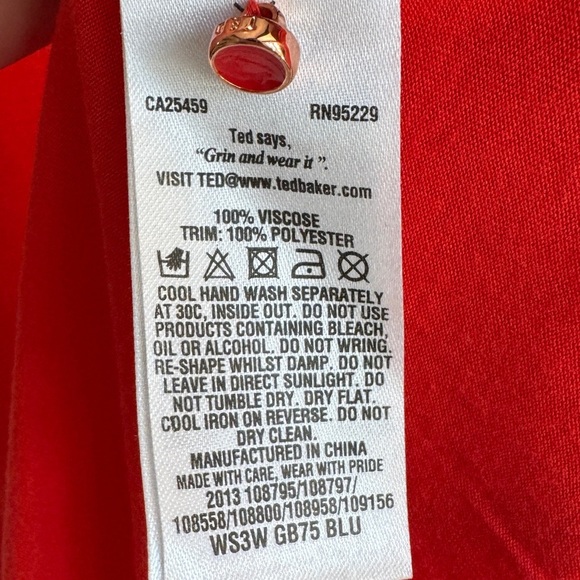 CA25459 RN95229
Ted says,
“Grin and wear it”.
VISIT TED@www.tedbaker.com
100% VISCOSE
TRIM: 100% POLYESTER
COOL HAND WASH SEPARATELY
AT 30C, INSIDE OUT. DO NOT USE
PRODUCTS CONTAINING BLEACH,
OIL OR ALCOHOL. DO NOT WRING.
RE-SHAPE WHILST DAMP. DO NOT
LEAVE IN DIRECT SUNLIGHT. DO
NOT TUMBLE DRY. DRY FLAT.
COOL IRON ON REVERSE. DO NOT
DRY CLEAN.
MANUFACTURED IN CHINA
MADE WITH CARE, WEAR WITH PRIDE
2013 108795/108797/
108558/108800/108958/109156
WS3W GB75 BLU